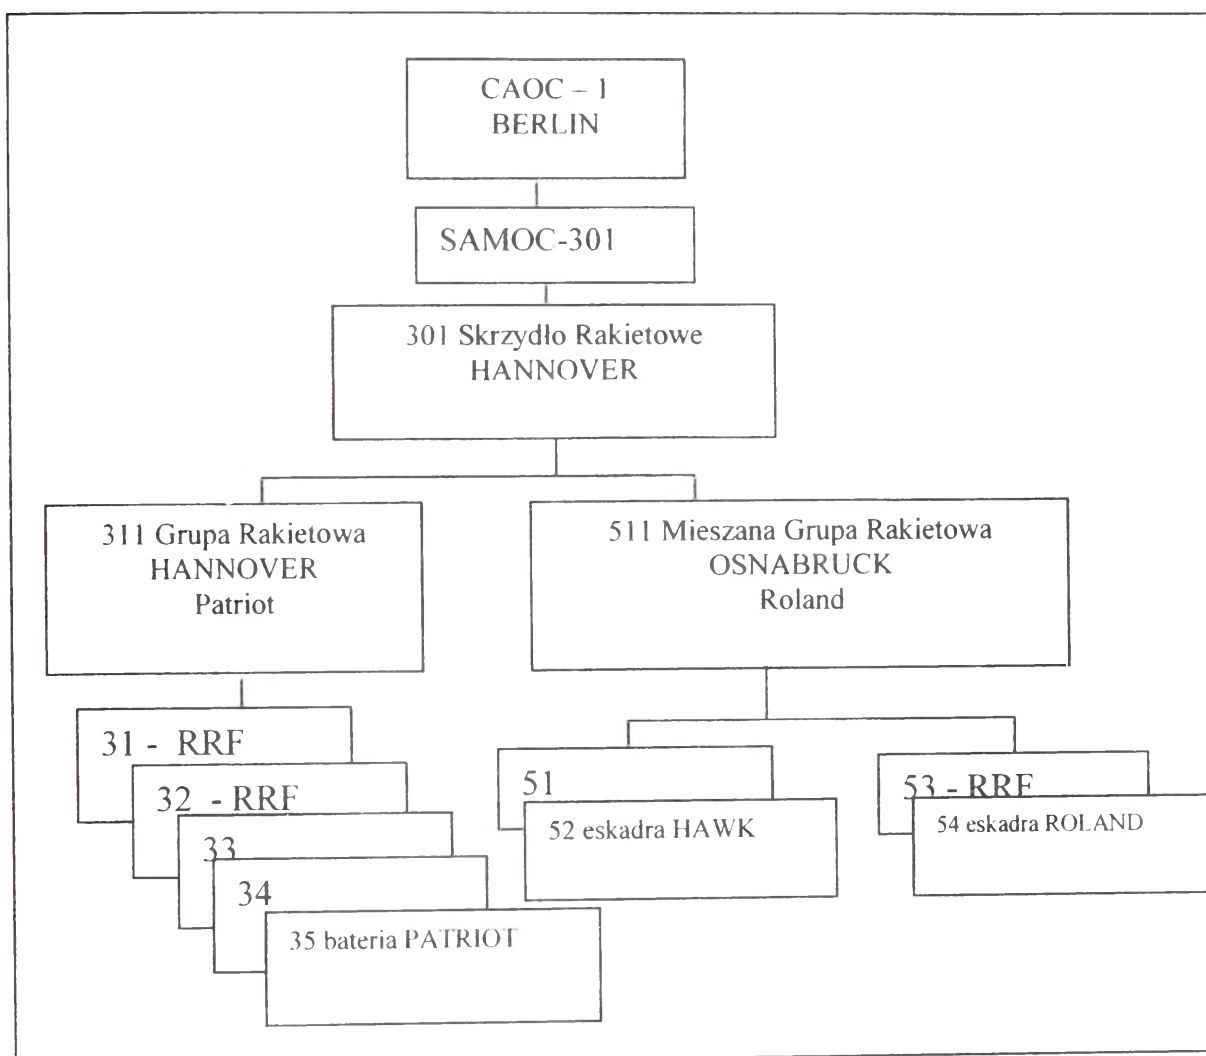 CAOC – 1
BERLIN
SAMOC-301
301 Skrzydło Rakietowe
HANNOVER
311 Grupa Rakietowa
HANNOVER
Patriot
511 Mieszana Grupa Rakietowa
OSNABRUCK
Roland
31 - RRF
32 - RRF
33
34
35 bateria PATRIOT
51
52 eskadra HAWK
53 - RRF
54 eskadra ROLAND